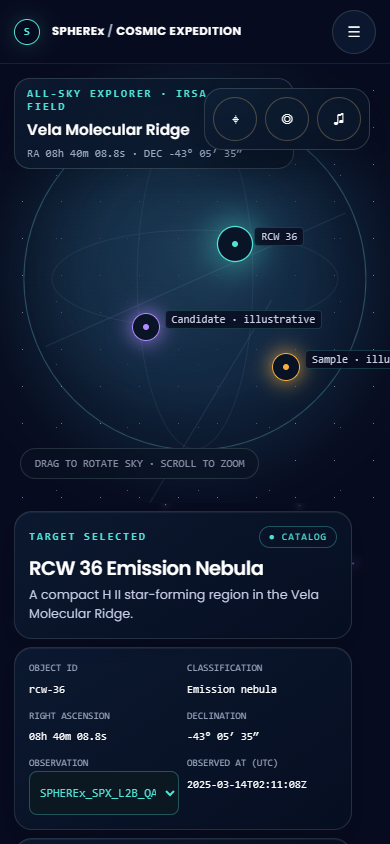 S SPHEREx / COSMIC EXPEDITION
ALL-SKY EXPLORER · IRSA
FIELD
Vela Molecular Ridge
RA 08h 40m 08.8s · DEC -43° 05′ 35″
RCW 36
Candidate · illustrative
Sample · illu
DRAG TO ROTATE SKY · SCROLL TO ZOOM
TARGET SELECTED
CATALOG
RCW 36 Emission Nebula
A compact H II star-forming region in the Vela
Molecular Ridge.
OBJECT ID
rcw-36
CLASSIFICATION
Emission nebula
RIGHT ASCENSION
08h 40m 08.8s
DECLINATION
-43° 05′ 35″
OBSERVATION
SPHEREx_SPX_L2B_QA
OBSERVED AT (UTC)
2025-03-14T02:11:08Z